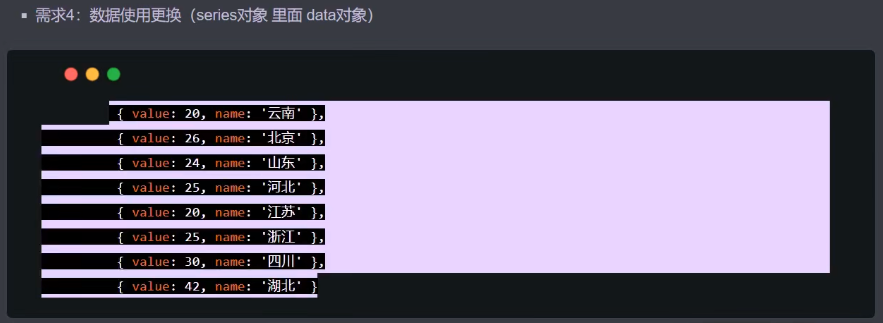 需求4：数据使用更换（series对象 里面 data对象）
{ value: 20, name: '云南' },
{ value: 26, name: '北京' },
{ value: 24, name: '山东' },
{ value: 25, name: '河北' },
{ value: 20, name: '江苏' },
{ value: 25, name: '浙江' },
{ value: 30, name: '四川' },
{ value: 42, name: '湖北' }